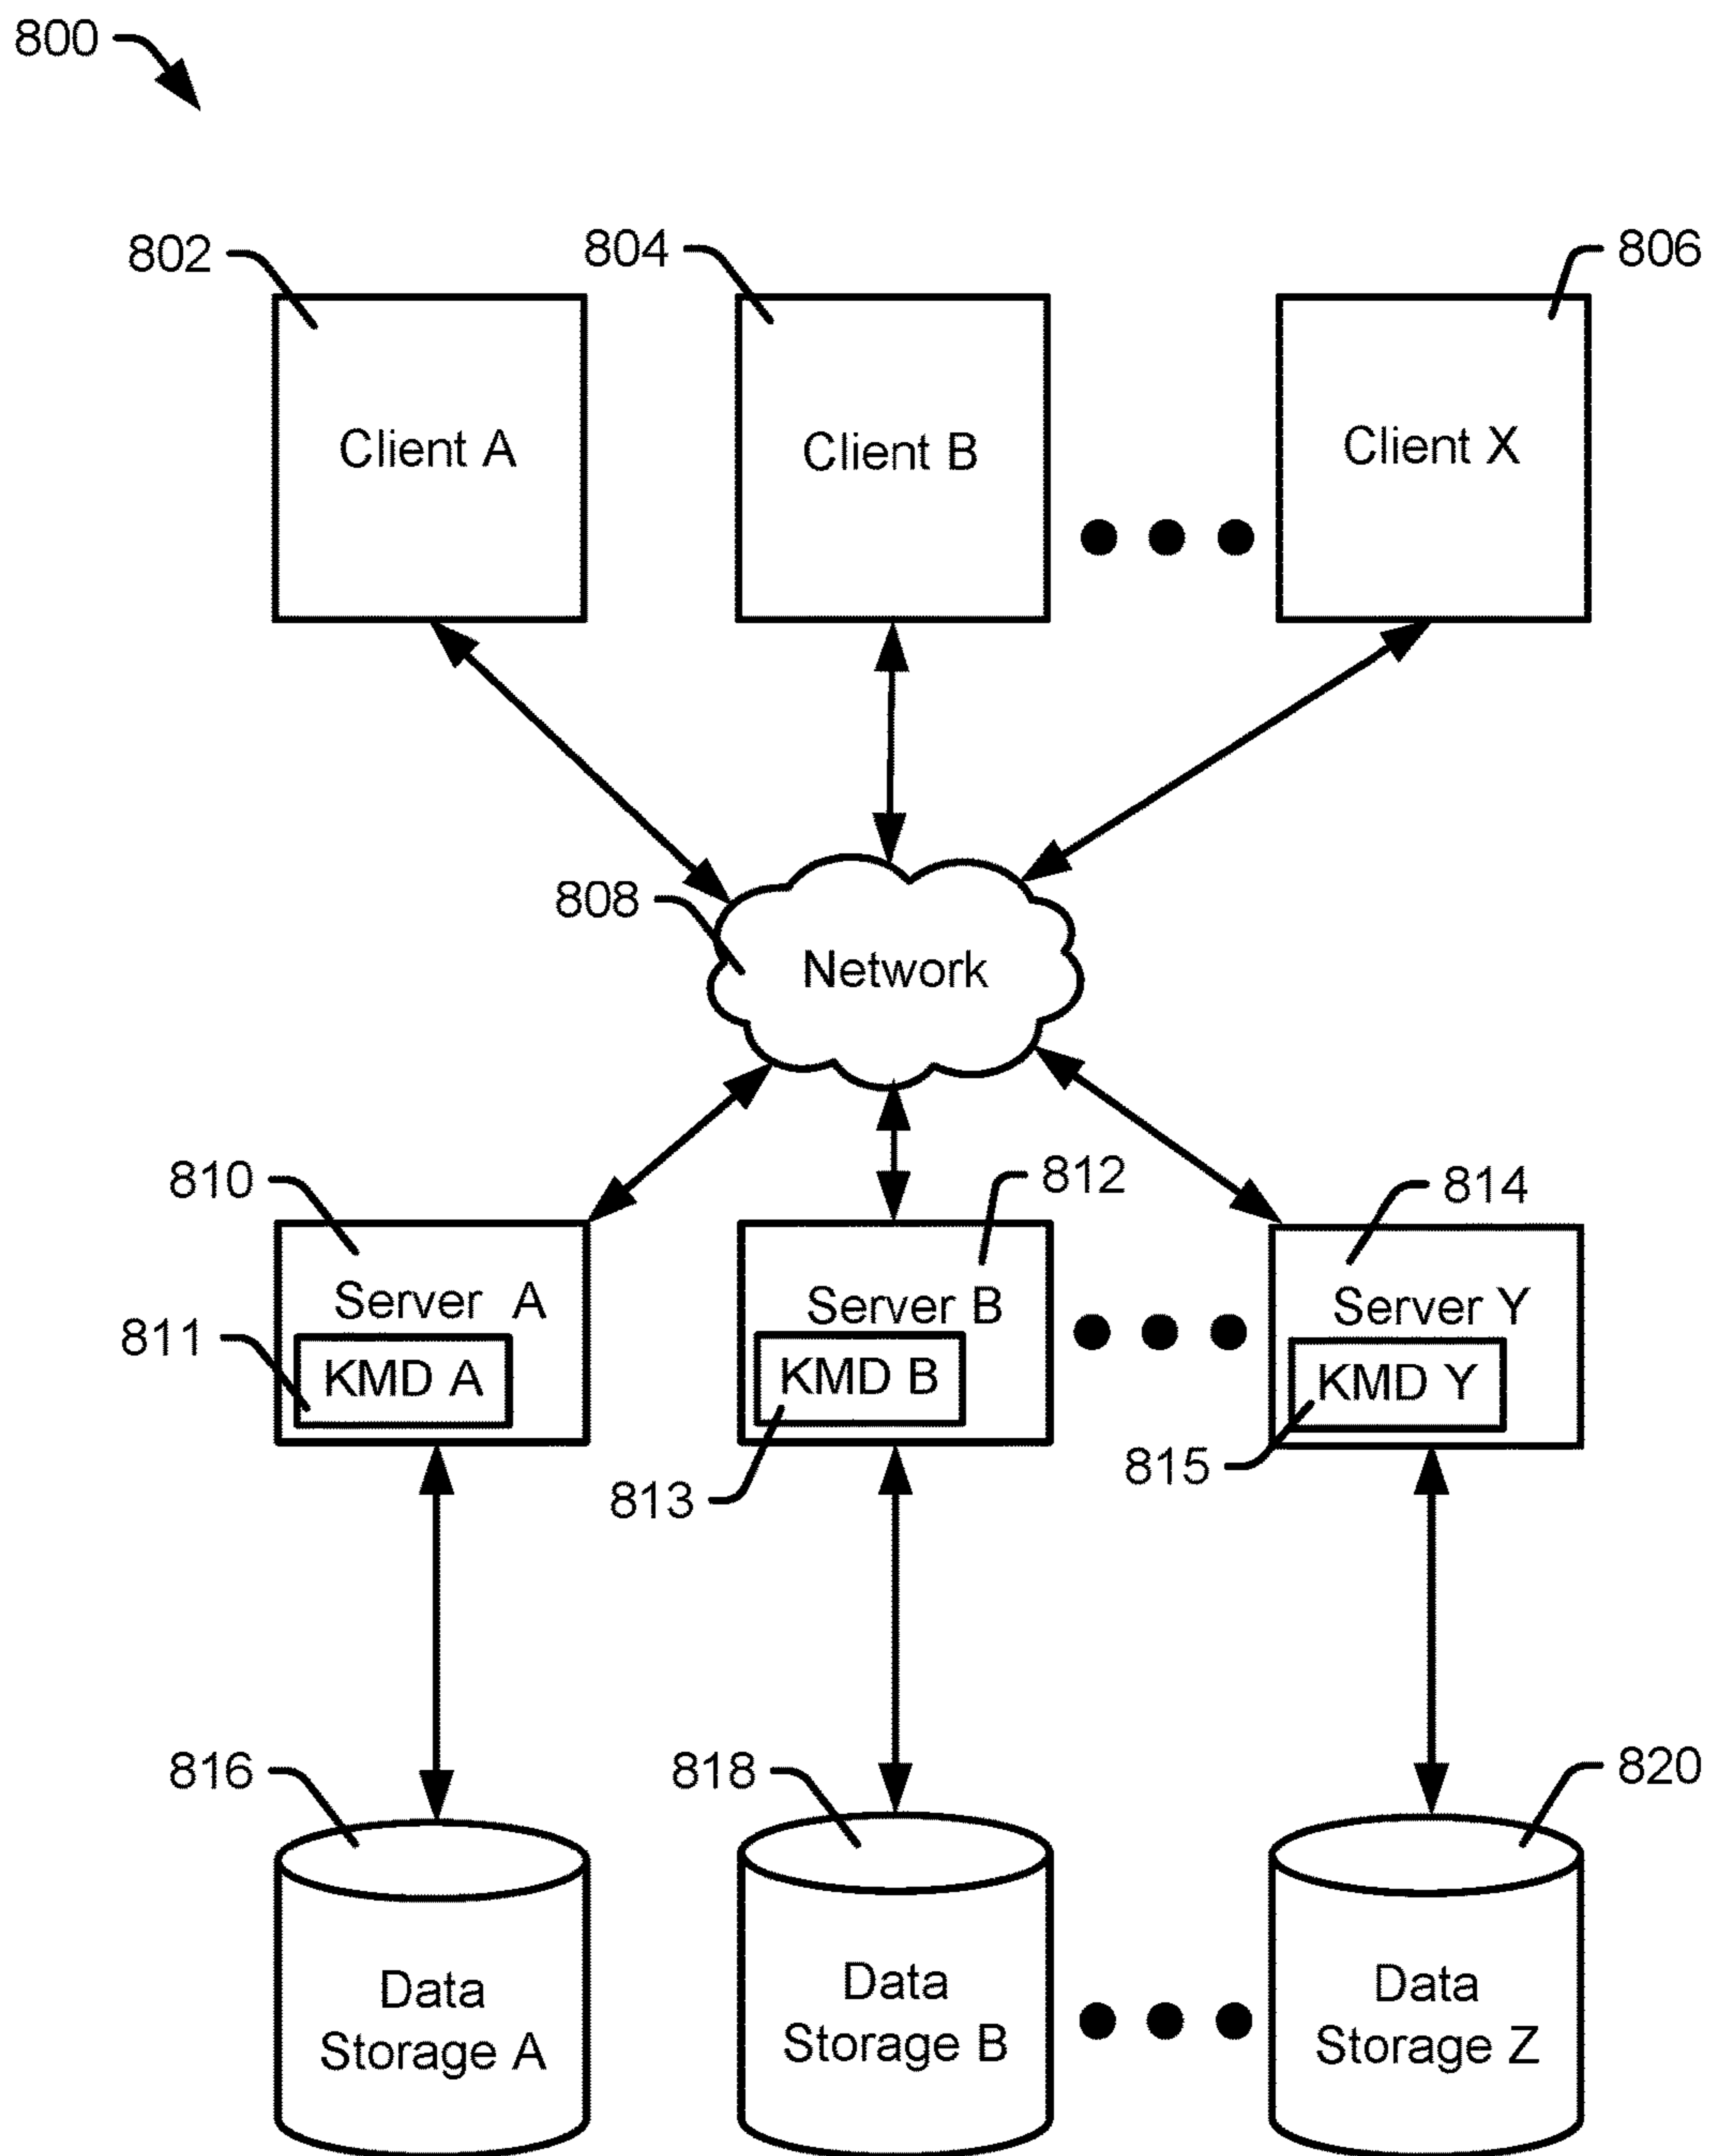 800
802
804
806
Client A
Client B
Client X
808
Network
810
812
814
Server A
Server B
Server Y
811
KMD A
KMD B
KMD Y
813
815
816
818
820
Data
Storage A
Data
Storage B
Data
Storage Z